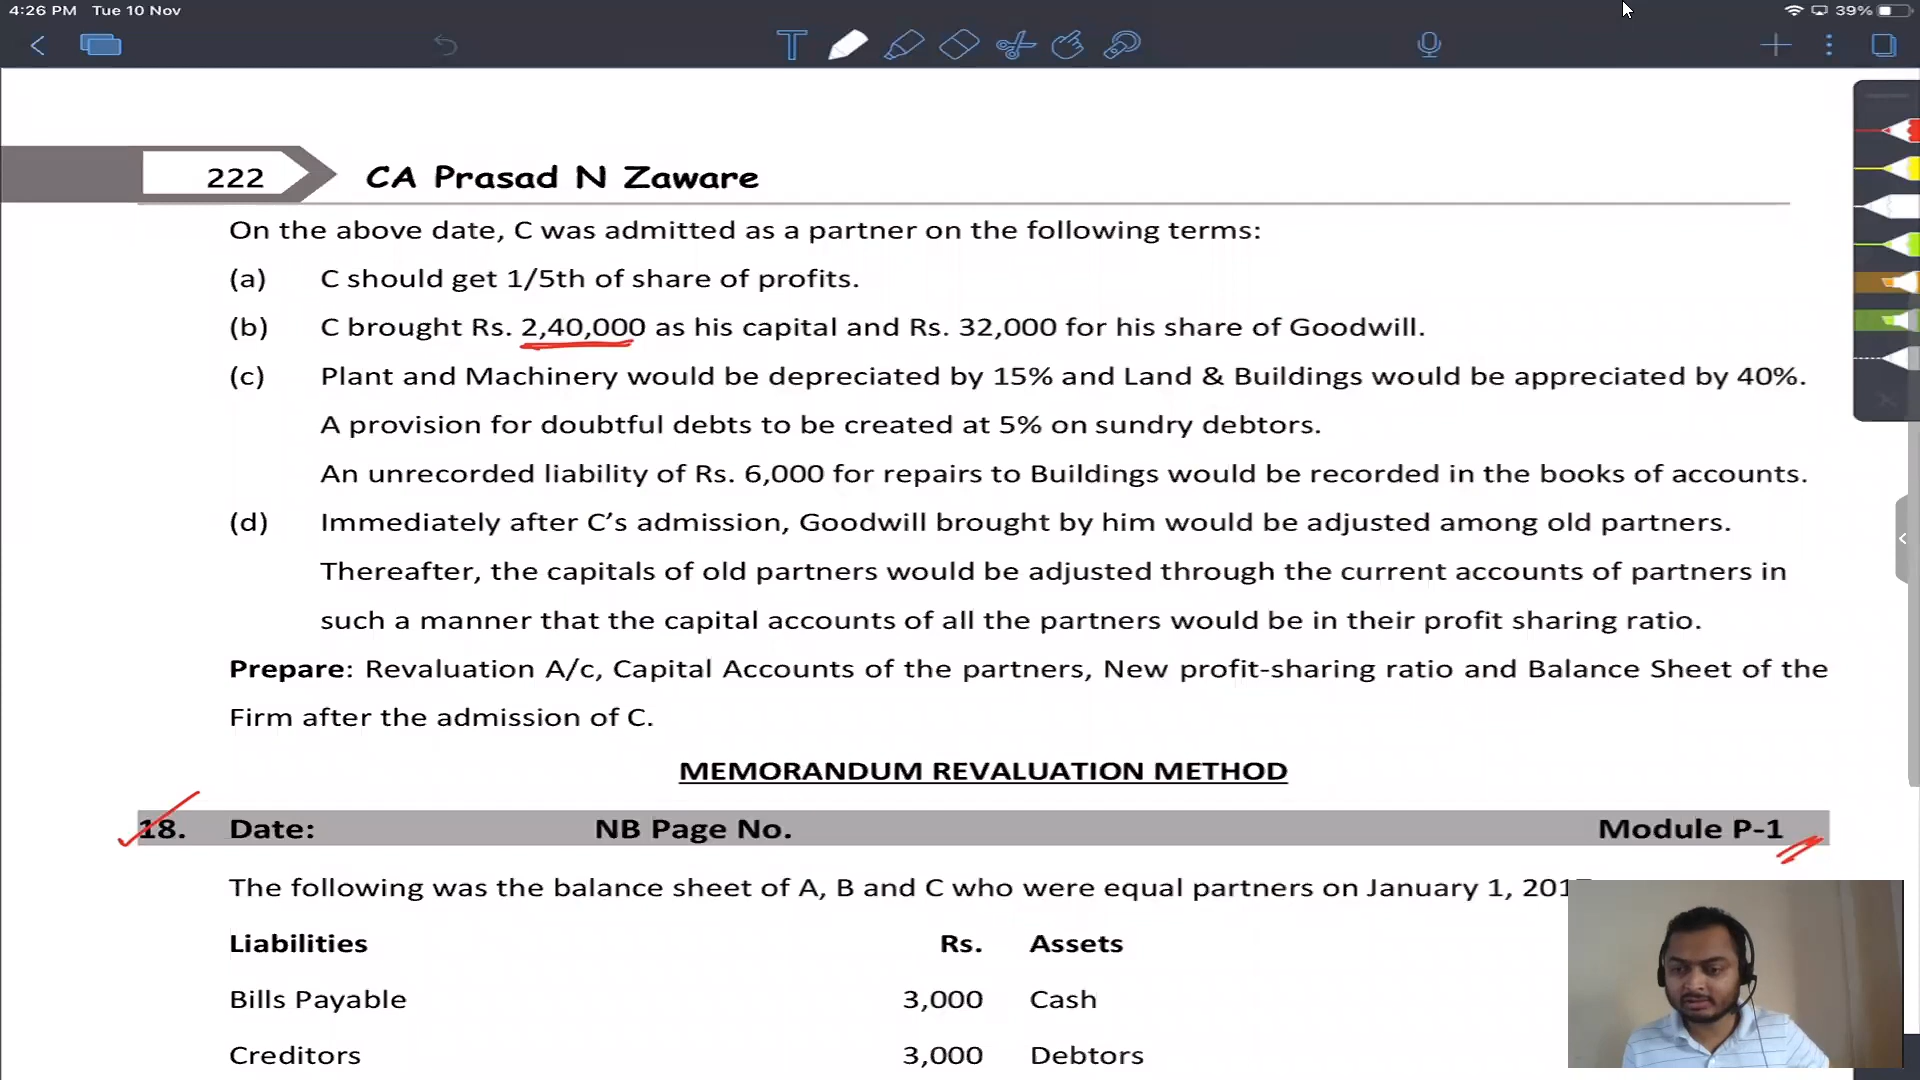 4:26 PM Tue 10 Nov
39%
222 CA Prasad N Zaware
On the above date, C was admitted as a partner on the following terms:
(a) C should get 1/5th of share of profits.
(b) C brought Rs. 2,40,000 as his capital and Rs. 32,000 for his share of Goodwill.
(c) Plant and Machinery would be depreciated by 15% and Land & Buildings would be appreciated by 40%.
A provision for doubtful debts to be created at 5% on sundry debtors.
An unrecorded liability of Rs. 6,000 for repairs to Buildings would be recorded in the books of accounts.
(d) Immediately after C’s admission, Goodwill brought by him would be adjusted among old partners.
Thereafter, the capitals of old partners would be adjusted through the current accounts of partners in
such a manner that the capital accounts of all the partners would be in their profit sharing ratio.
Prepare: Revaluation A/c, Capital Accounts of the partners, New profit-sharing ratio and Balance Sheet of the
Firm after the admission of C.
MEMORANDUM REVALUATION METHOD
18. Date: NB Page No. Module P-1
The following was the balance sheet of A, B and C who were equal partners on January 1,
Liabilities Rs. Assets
Bills Payable 3,000 Cash
Creditors 3,000 Debtors